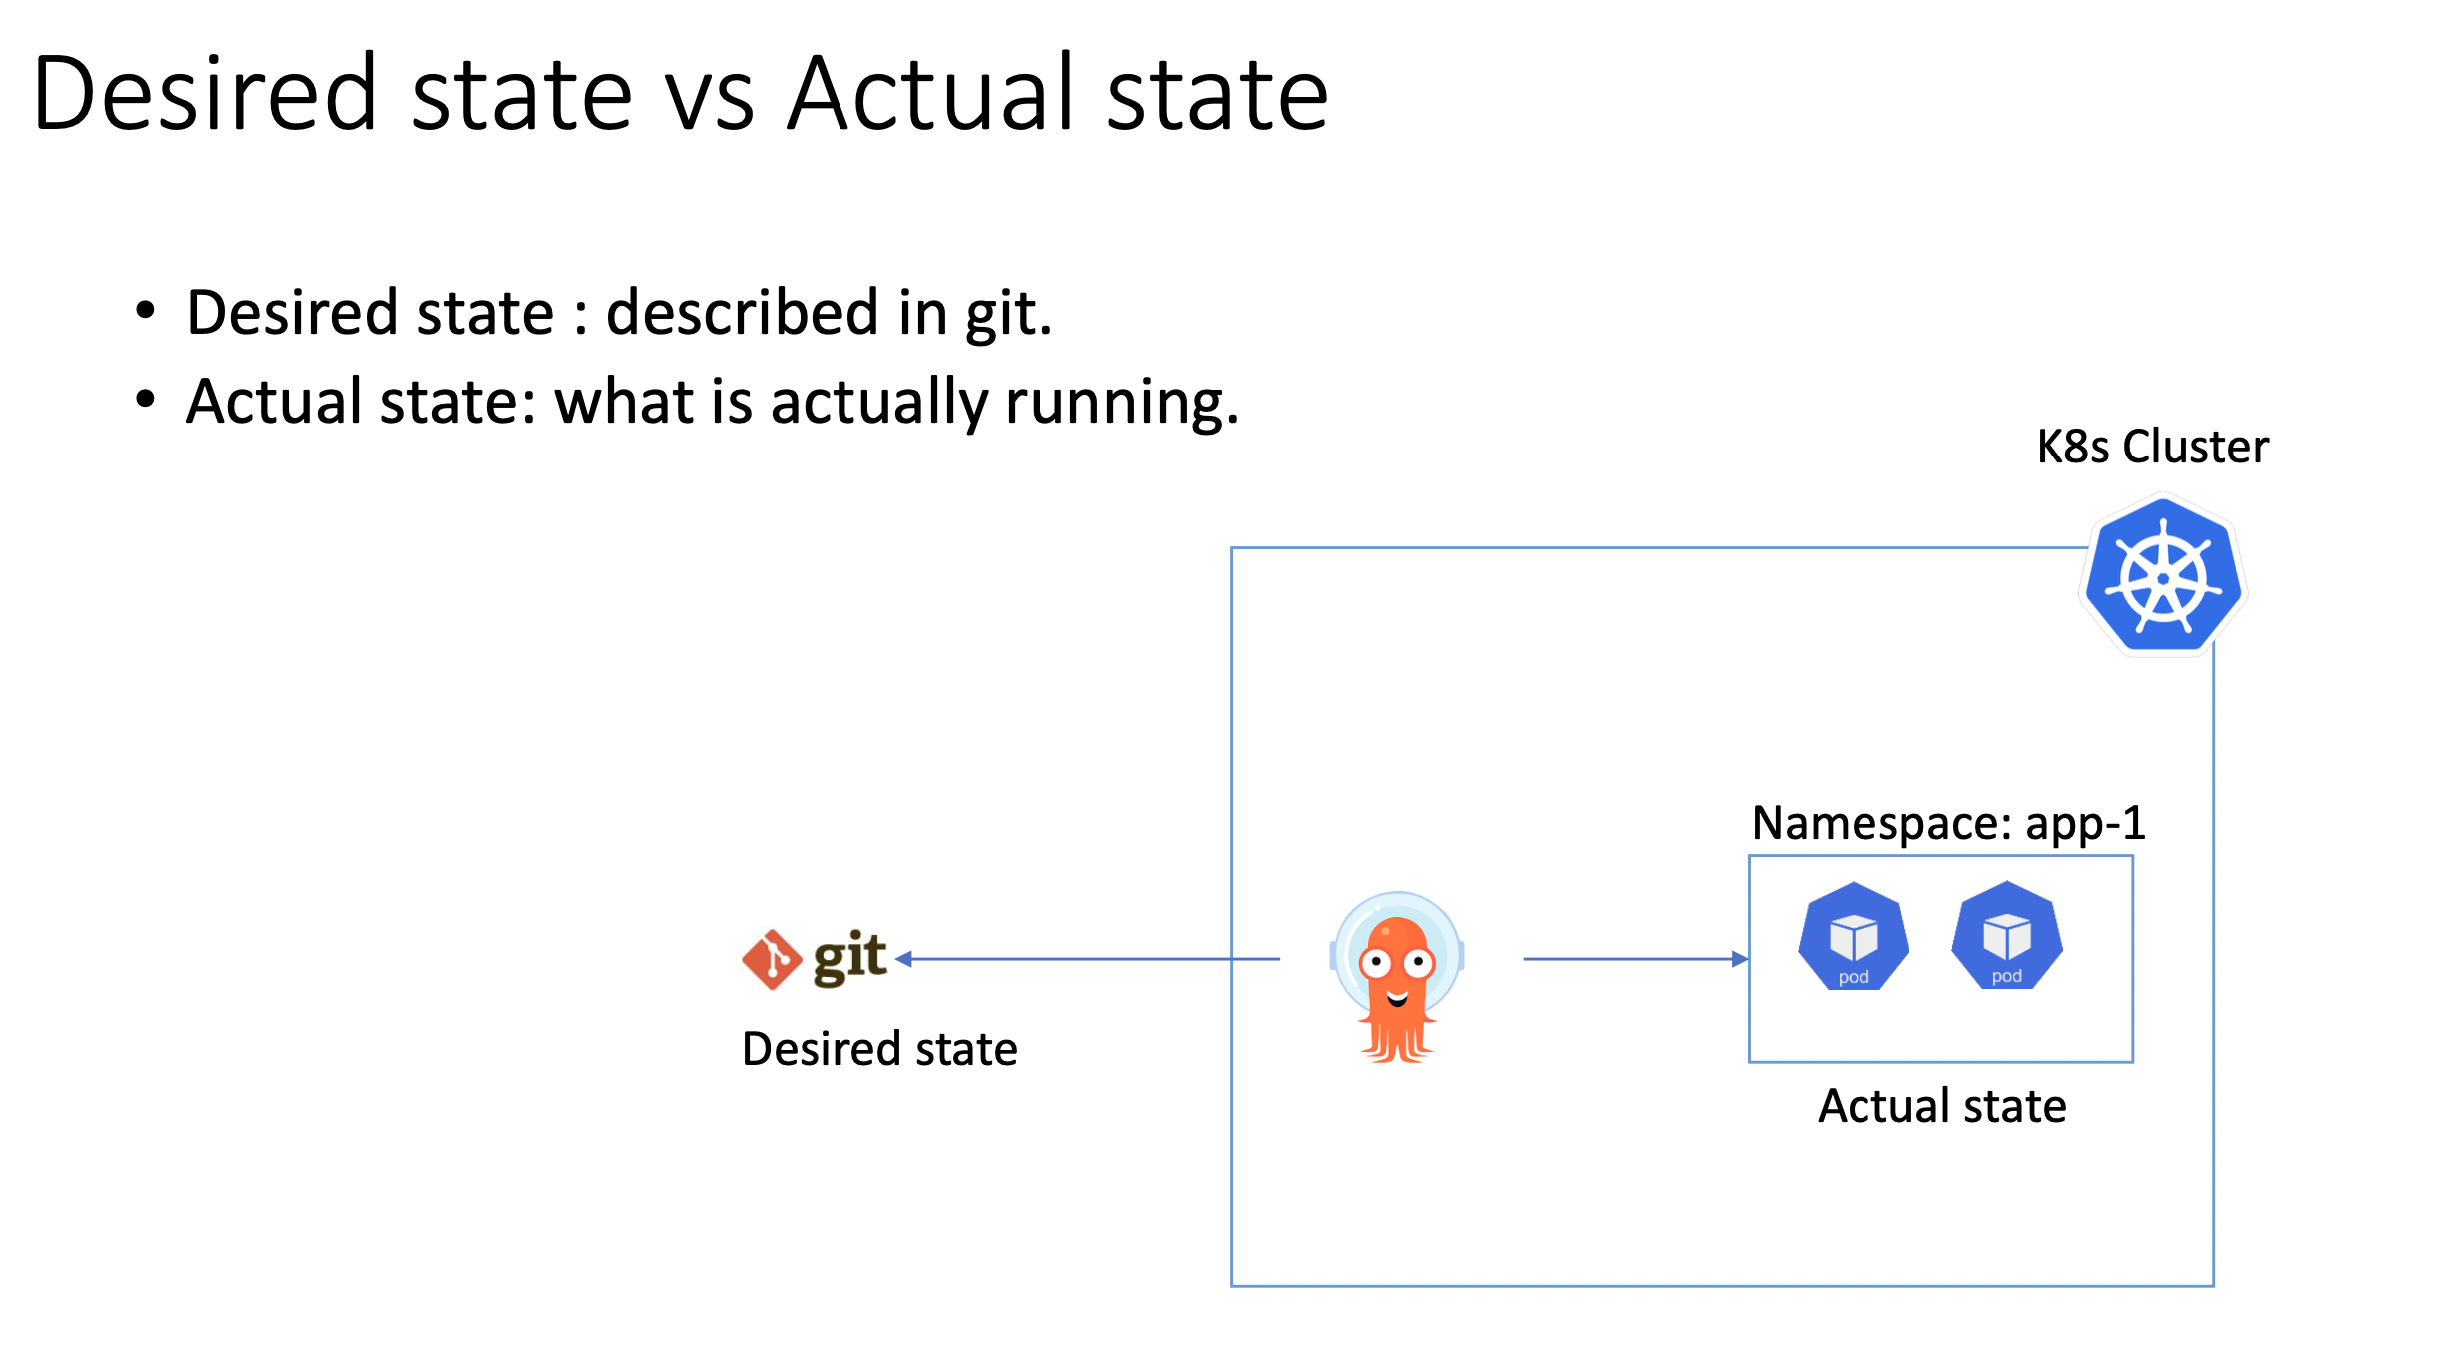 Desired state vs Actual state
• Desired state : described in git.
• Actual state: what is actually running.
K8s Cluster
Namespace: app-1
pod
pod
git
Desired state
Actual state